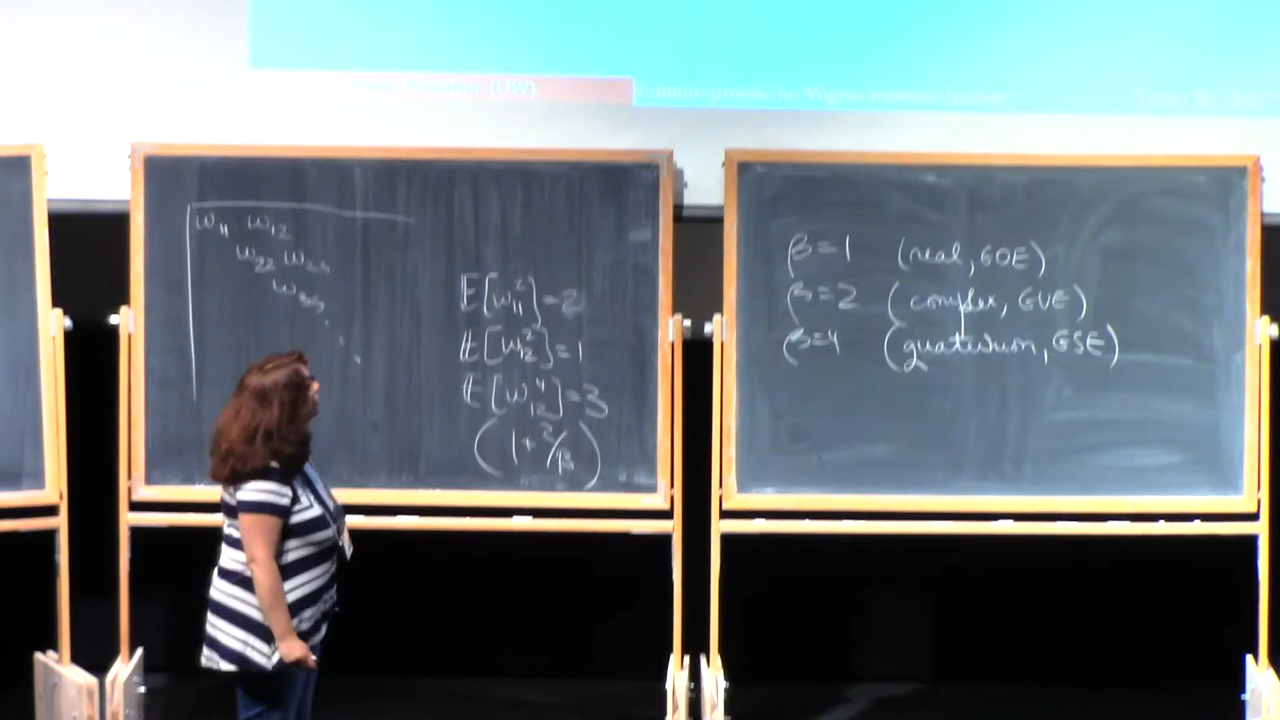 (UW)
w₁₁ w₁₂
w₂₂ w₂₃
w₃₃
E[w₁₁²]=2
E[w₁₂²]=1
E[w₁₂⁴]=3
(1+2/β)
β=1 (real, GOE)
β=2 (complex, GUE)
β=4 (quaternion, GSE)